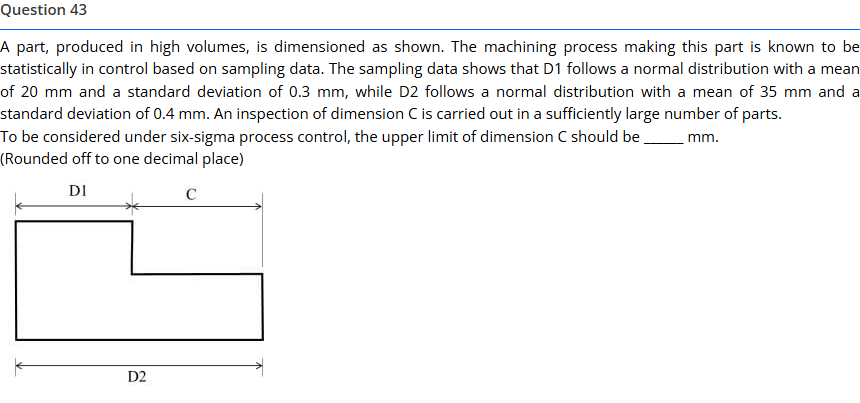 Question 43
A part, produced in high volumes, is dimensioned as shown. The machining process making this part is known to be
statistically in control based on sampling data. The sampling data shows that D1 follows a normal distribution with a mean
of 20 mm and a standard deviation of 0.3 mm, while D2 follows a normal distribution with a mean of 35 mm and a
standard deviation of 0.4 mm. An inspection of dimension C is carried out in a sufficiently large number of parts.
To be considered under six-sigma process control, the upper limit of dimension C should be ______ mm.
(Rounded off to one decimal place)
D1 C
D2